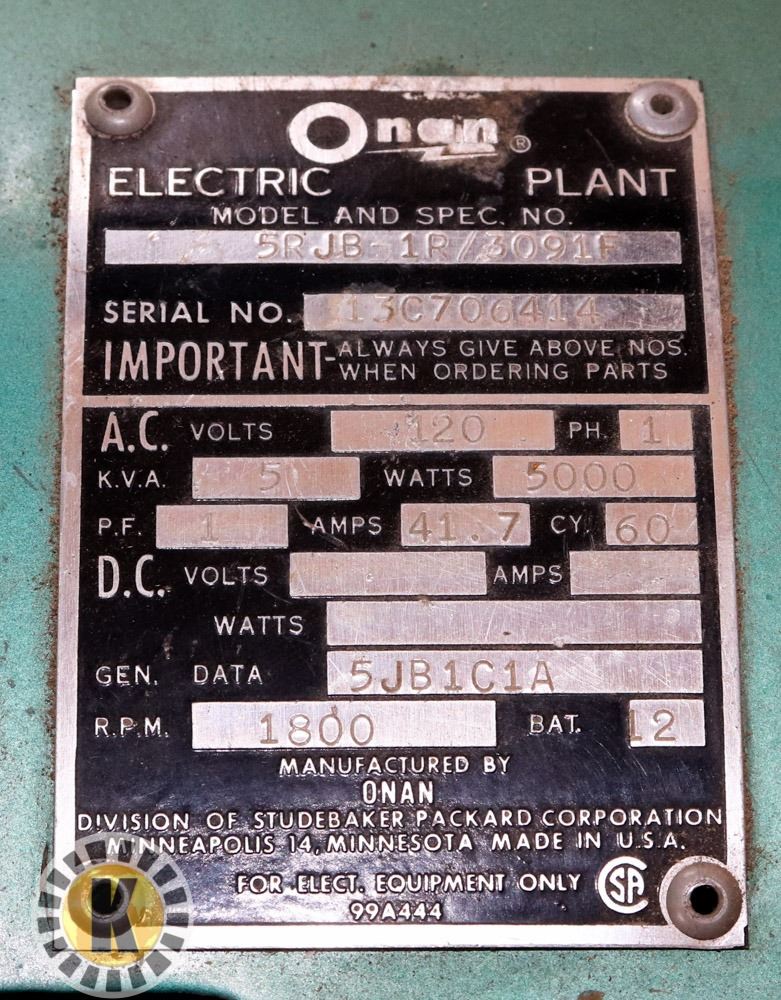 Onan®
ELECTRIC PLANT
MODEL AND SPEC. NO.
5RJB-1R/3091F
SERIAL NO. 13C706414
IMPORTANT-ALWAYS GIVE ABOVE NOS.
WHEN ORDERING PARTS
A.C. VOLTS 120 PH. 1
K.V.A. 5 WATTS 5000
P.F. 1 AMPS 41.7 CY. 60
D.C. VOLTS AMPS
WATTS
GEN. DATA 5JB1C1A
R.P.M. 1800 BAT. 12
MANUFACTURED BY
ONAN
DIVISION OF STUDEBAKER PACKARD CORPORATION
MINNEAPOLIS 14, MINNESOTA MADE IN U.S.A.
FOR ELECT. EQUIPMENT ONLY SA
99A444
K